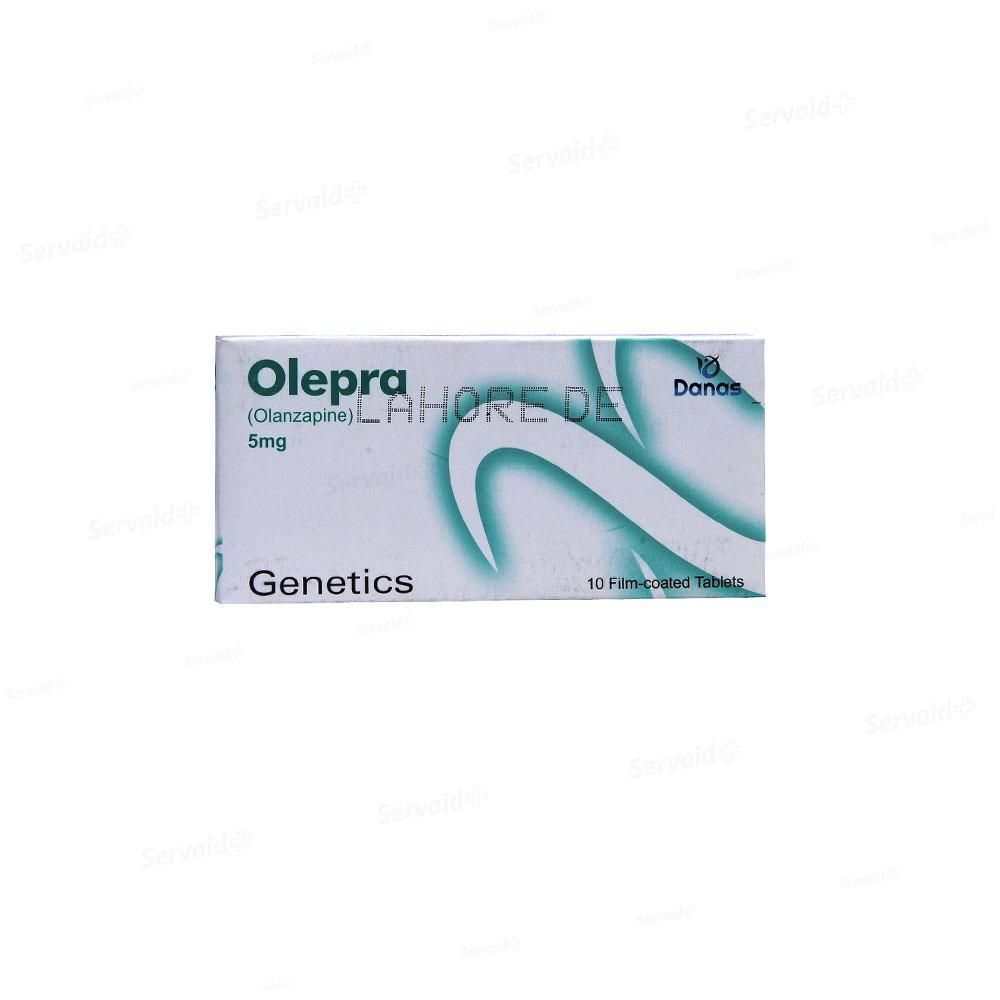 Olepra
(Olanzapine)
LAHORE DE
5mg
Danas
Genetics
10 Film-coated Tablets
Servaid